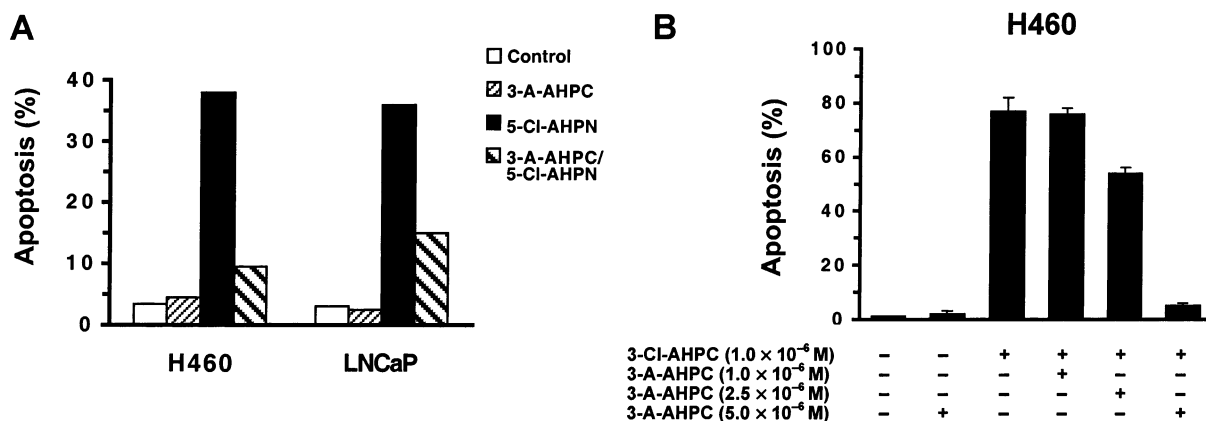 A
Apoptosis (%)
40
30
20
10
0
H460
LNCaP
Control
3-A-AHPC
5-Cl-AHPN
3-A-AHPC/
5-Cl-AHPN
B
H460
Apoptosis (%)
100
80
60
40
20
0
3-Cl-AHPC (1.0 × 10⁻⁶ M) – – + + + +
3-A-AHPC (1.0 × 10⁻⁶ M) – – – + – –
3-A-AHPC (2.5 × 10⁻⁶ M) – – – – + –
3-A-AHPC (5.0 × 10⁻⁶ M) – + – – – +